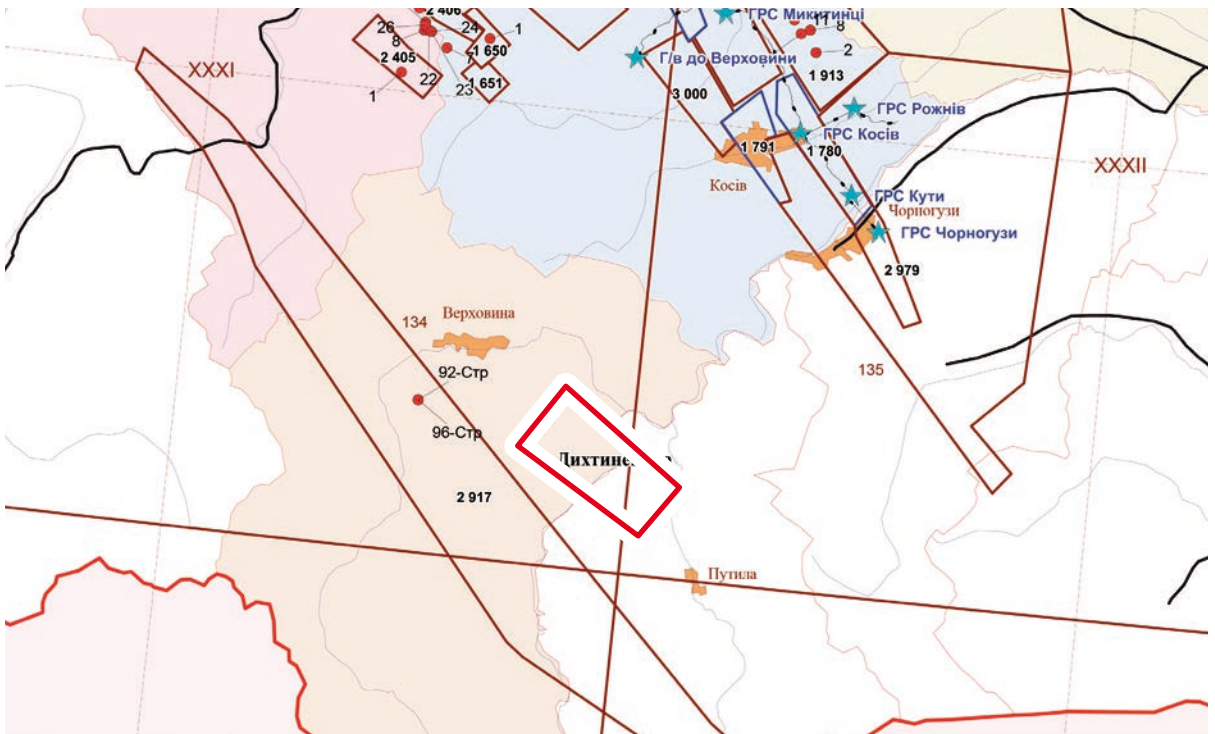 2 406
ГРС Микитинці
26
24
1
11
8
8
7
1 650
Г/в до Верховини
2
XXXI
2 405
22
23
1 651
1 913
1
3 000
ГРС Рожнів
ГРС Косів
1 791
1 780
XXXII
Косів
ГРС Кути
Чорногузи
ГРС Чорногузи
2 979
Верховина
134
135
92-Стр
96-Стр
2 917
Путила